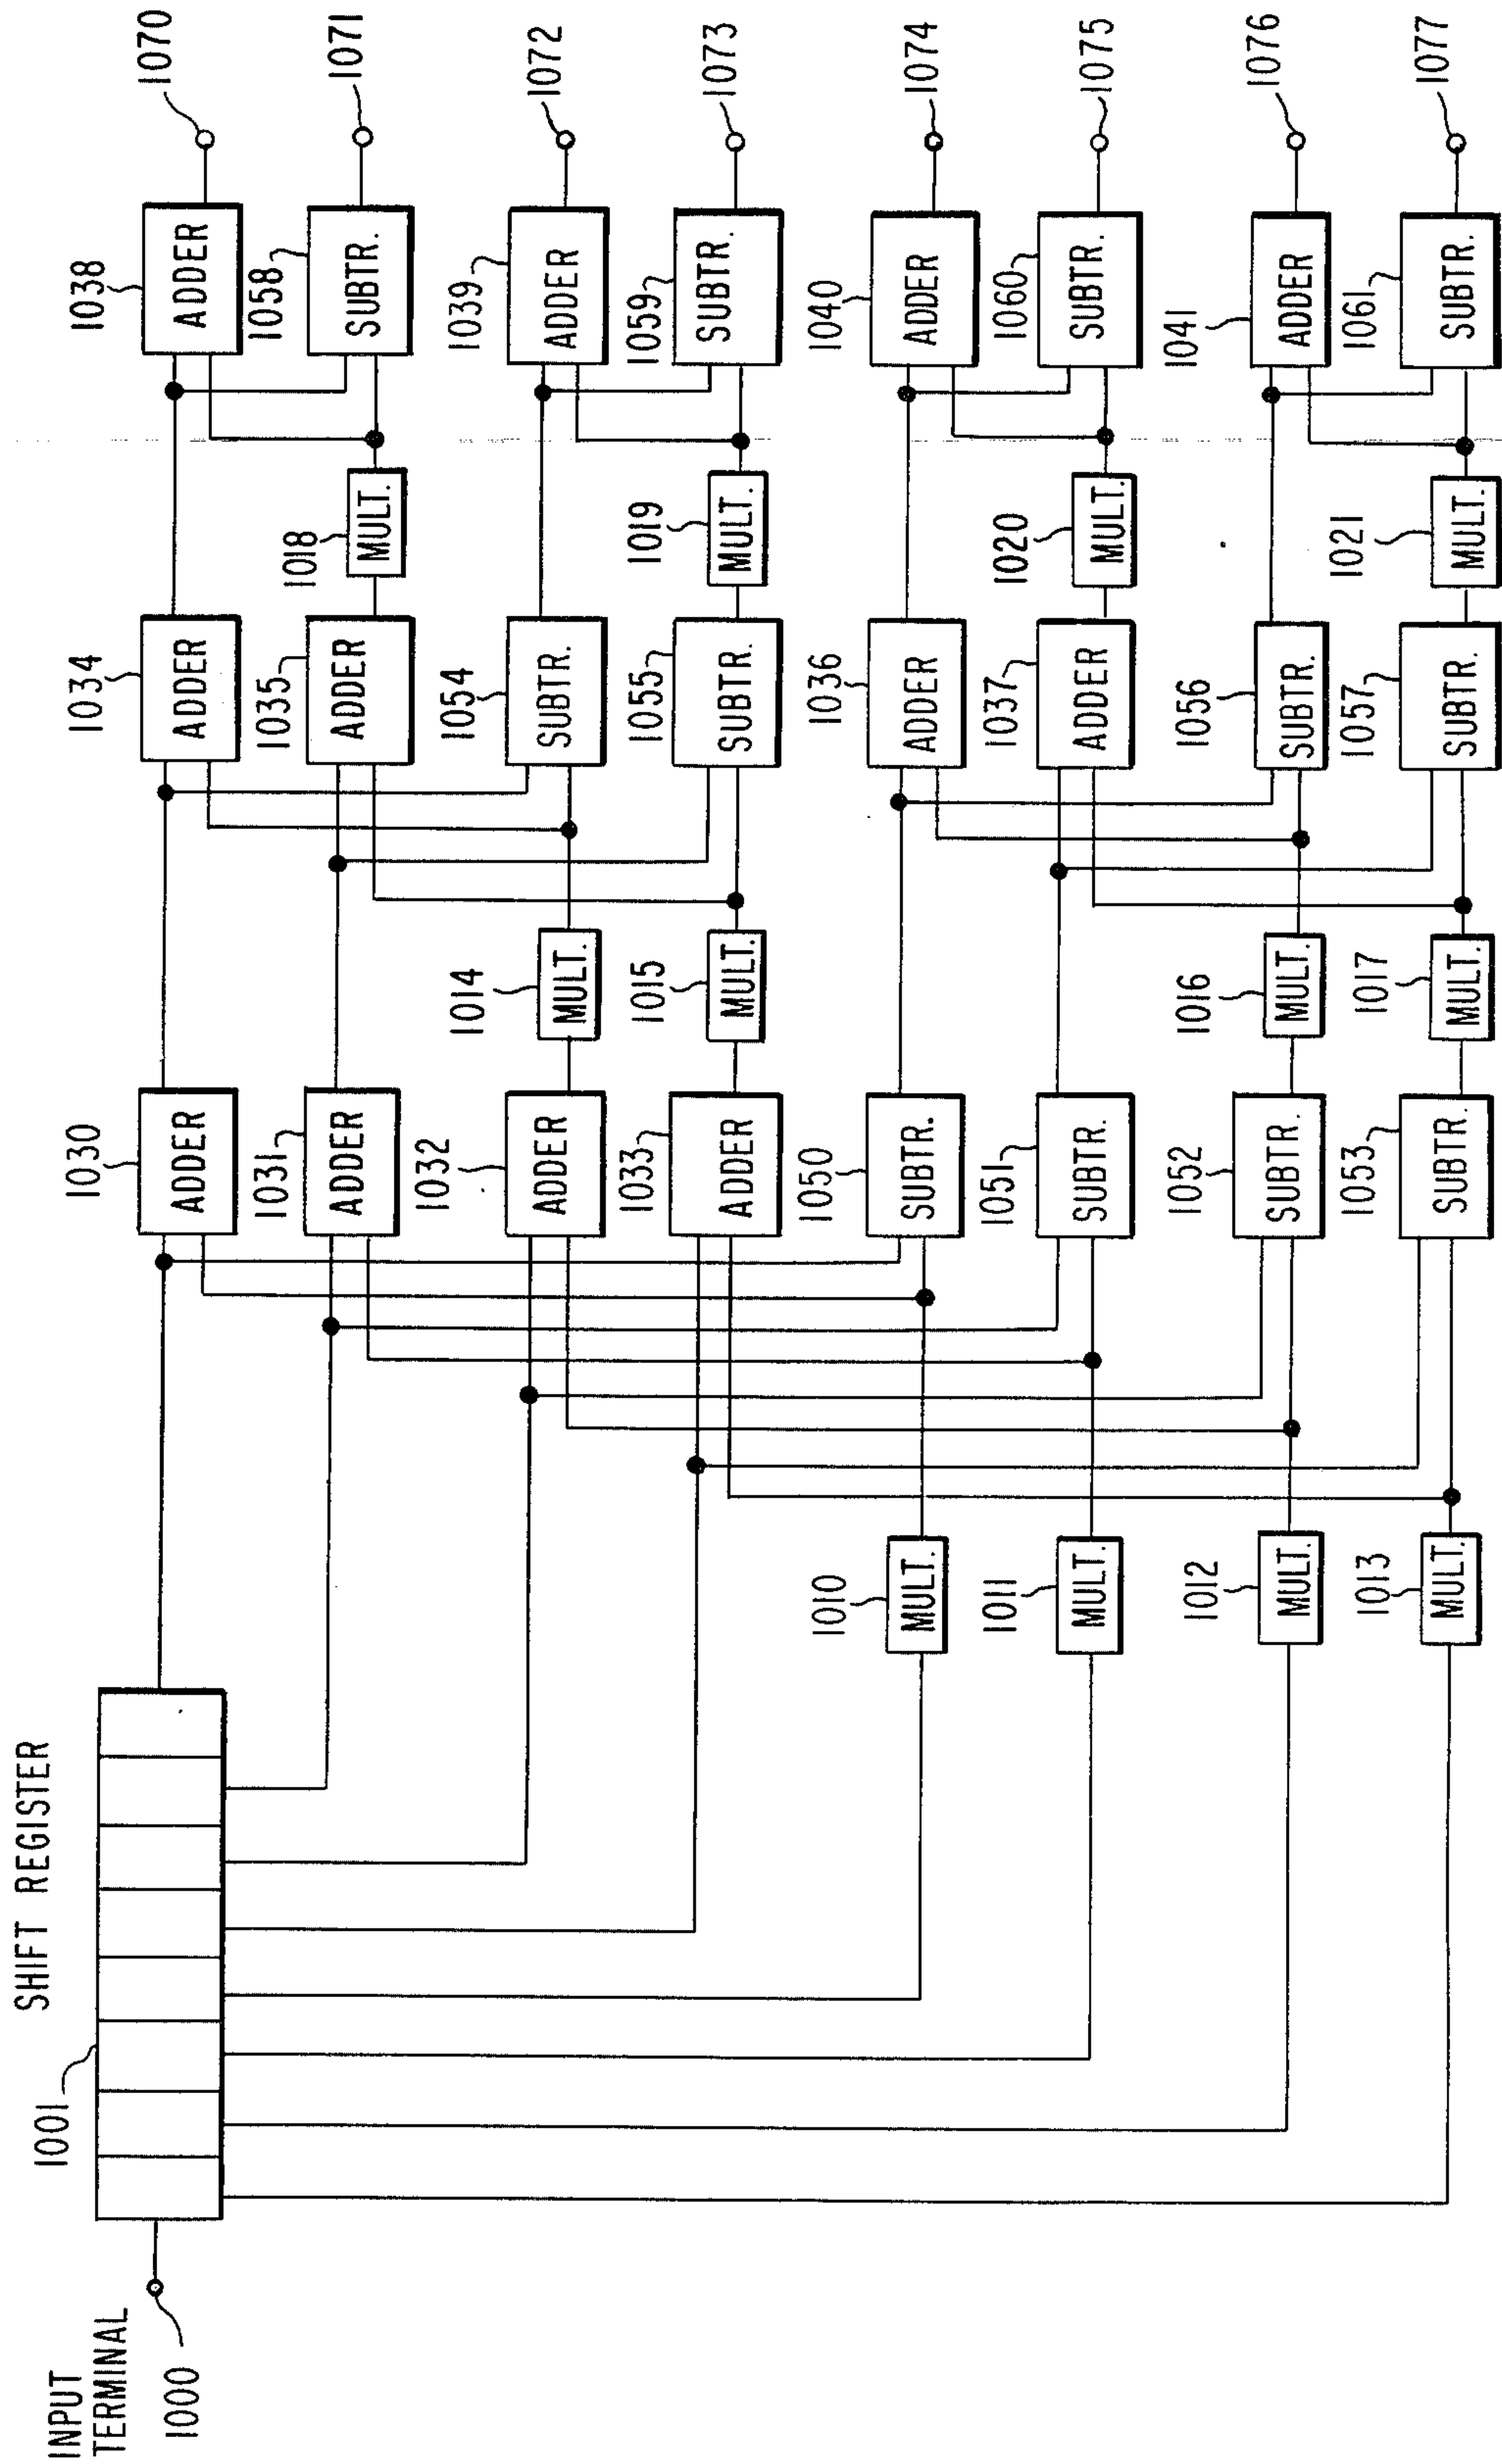 INPUT
TERMINAL
1000
1001
SHIFT REGISTER
1030
ADDER
1034
ADDER
1038
ADDER
1070
1031
ADDER
1035
ADDER
1018
MULT.
1058
SUBTR.
1071
1032
ADDER
1014
MULT.
1054
SUBTR.
1039
ADDER
1072
1033
ADDER
1015
MULT.
1055
SUBTR.
1019
MULT.
1059
SUBTR.
1073
1010
MULT.
1050
SUBTR.
1036
ADDER
1040
ADDER
1074
1011
MULT.
1051
SUBTR.
1037
ADDER
1020
MULT.
1060
SUBTR.
1075
1012
MULT.
1052
SUBTR.
1016
MULT.
1056
SUBTR.
1041
ADDER
1076
1013
MULT.
1053
SUBTR.
1017
MULT.
1057
SUBTR.
1021
MULT.
1061
SUBTR.
1077